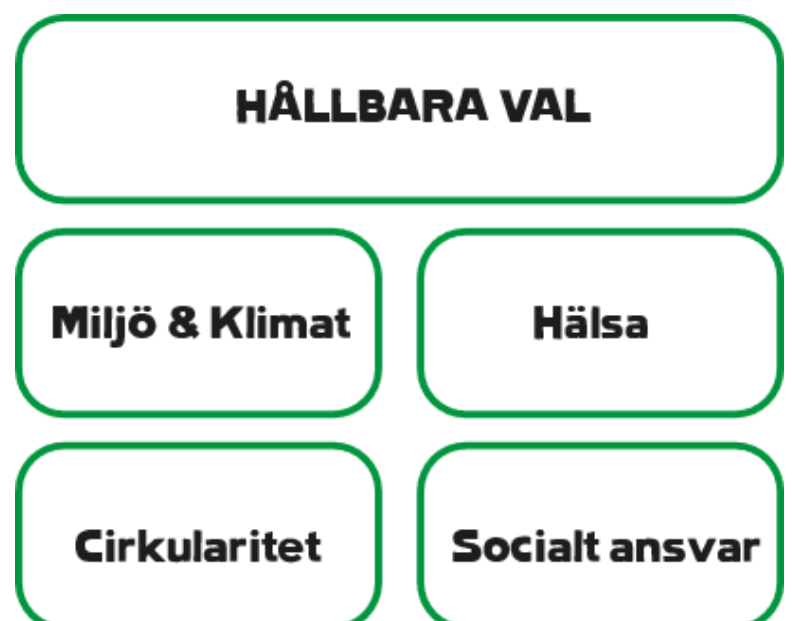 HÅLLBARA VAL
Miljö & Klimat
Hälsa
Cirkularitet
Socialt ansvar